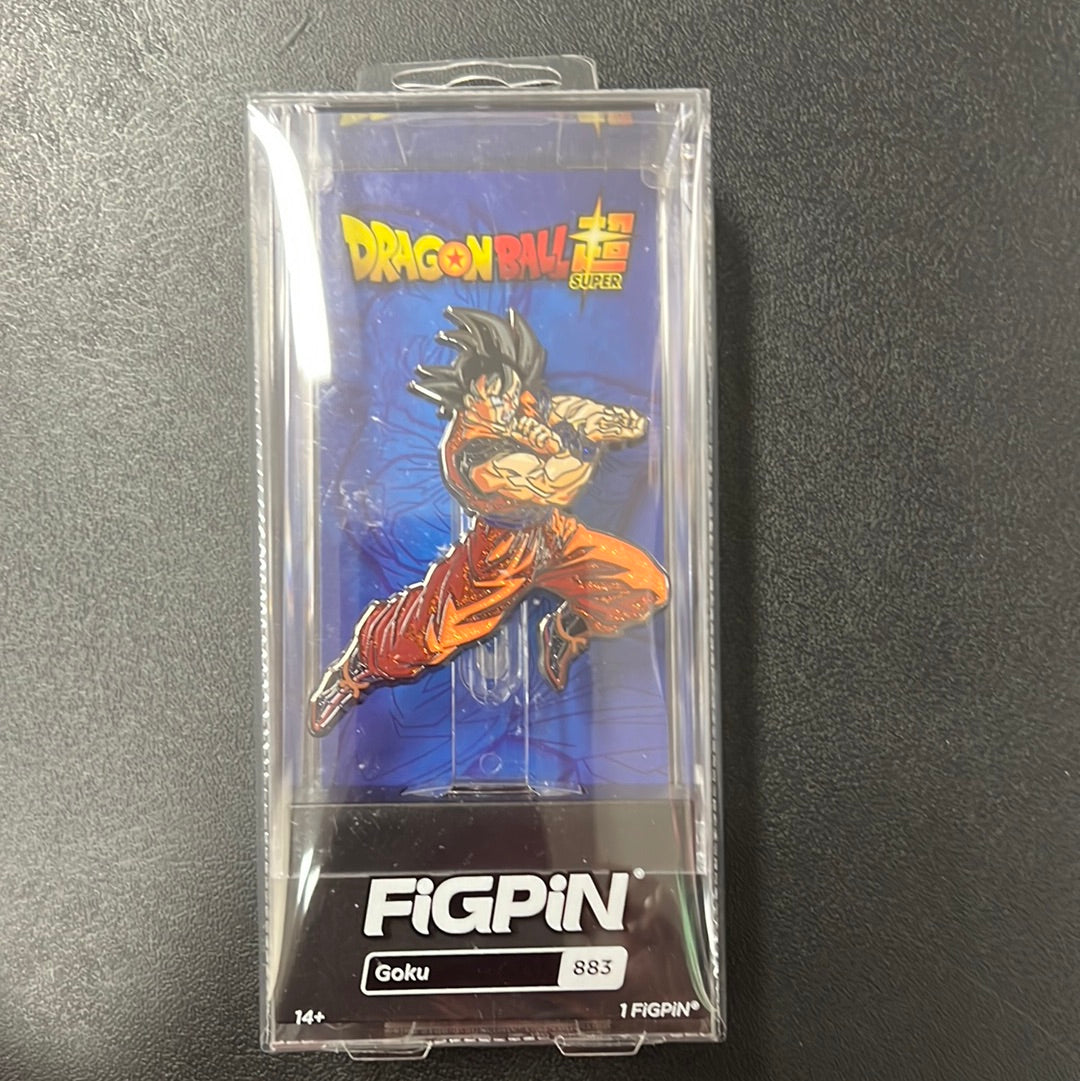 DRAGON BALL 超
SUPER
FiGPiN®
Goku 883
14+ 1 FiGPiN®